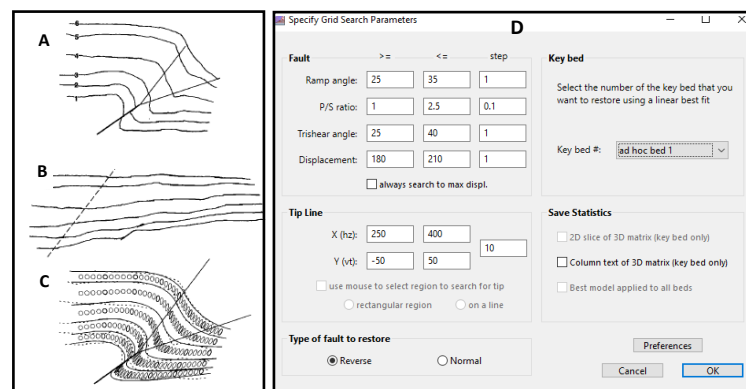 A
6
5
4
3
2
1
B
C
Specify Grid Search Parameters
D
Fault >= <= step
Ramp angle: 25 35 1
P/S ratio: 1 2.5 0.1
Trishear angle: 25 40 1
Displacement: 180 210 1
always search to max displ.
Key bed
Select the number of the key bed that you
want to restore using a linear best fit
Key bed #: ad hoc bed 1
Tip Line
X (hz): 250 400
10
Y (vt): -50 50
use mouse to select region to search for tip
rectangular region on a line
Save Statistics
2D slice of 3D matrix (key bed only)
Column text of 3D matrix (key bed only)
Best model applied to all beds
Type of fault to restore
Reverse Normal
Preferences
Cancel OK